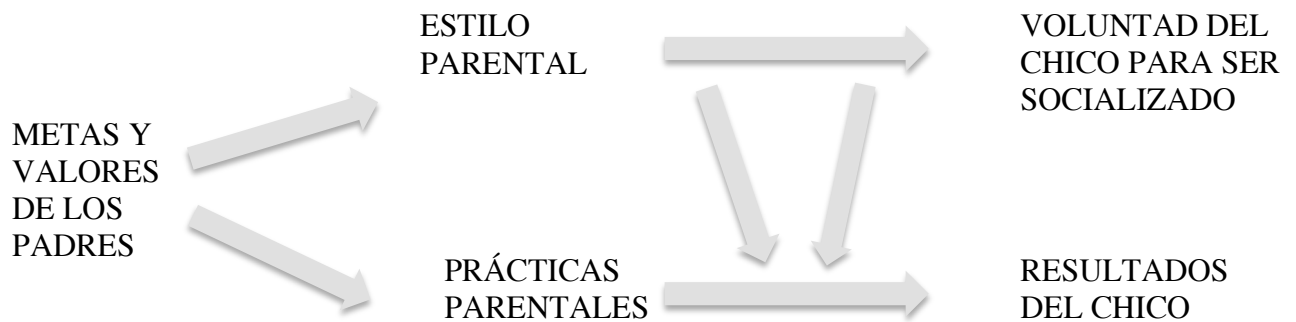 ESTILO
PARENTAL
VOLUNTAD DEL
CHICO PARA SER
SOCIALIZADO
METAS Y
VALORES
DE LOS
PADRES
PRÁCTICAS
PARENTALES
RESULTADOS
DEL CHICO